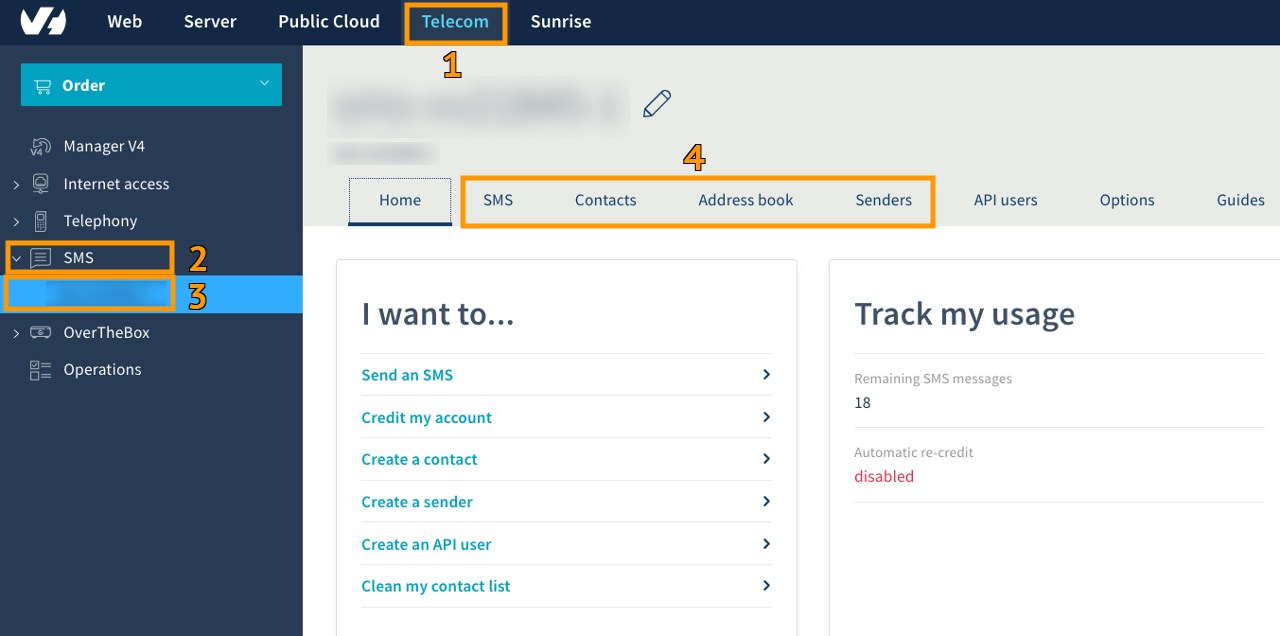 Web Server Public Cloud Telecom Sunrise
1
Order
Manager V4
Internet access
Telephony
SMS 2
3
OverTheBox
Operations
4
Home SMS Contacts Address book Senders API users Options Guides
I want to...
Send an SMS
Credit my account
Create a contact
Create a sender
Create an API user
Clean my contact list
Track my usage
Remaining SMS messages
18
Automatic re-credit
disabled